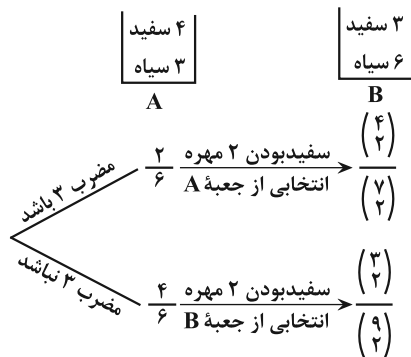 ۴ سفید
۳ سیاه
A
۳ سفید
۶ سیاه
B
مضرب ۳ باشد
۲/۶
سفیدبودن ۲ مهره
انتخابی از جعبهٔ A
(۴ ۲)/(۷ ۲)
مضرب ۳ نباشد
۴/۶
سفیدبودن ۲ مهره
انتخابی از جعبهٔ B
(۳ ۲)/(۹ ۲)